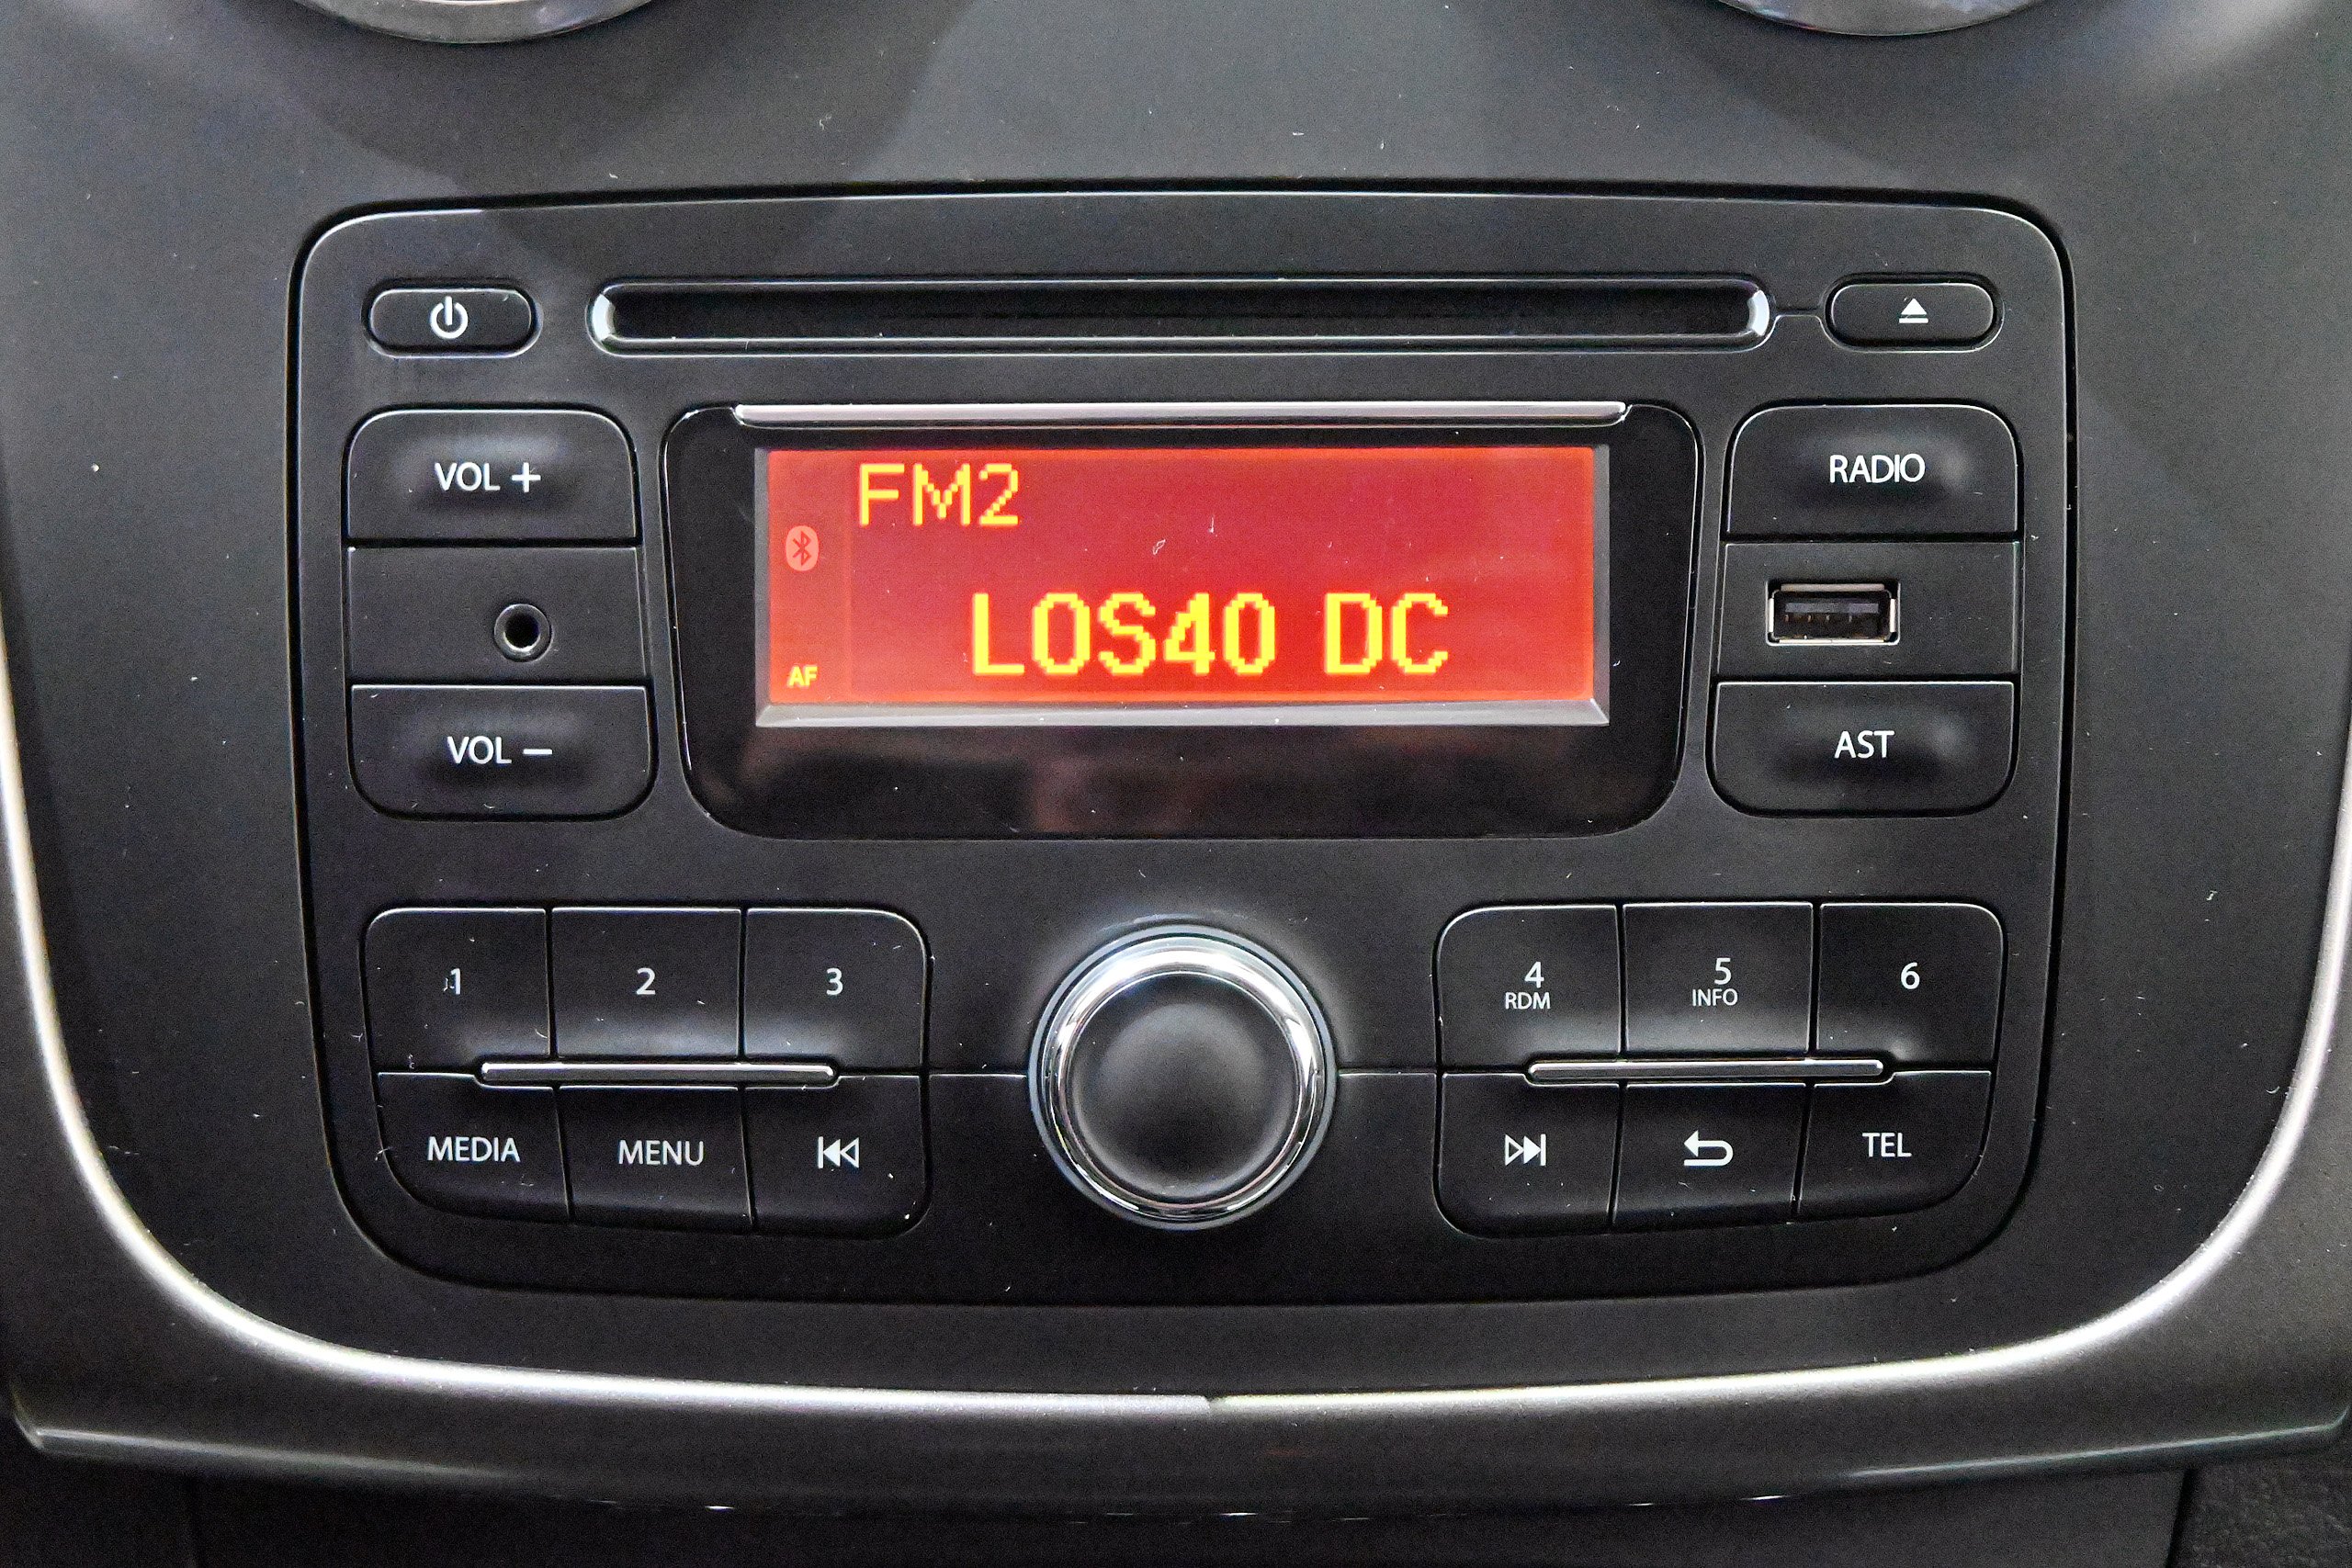 VOL +
VOL –
FM2
LOS40 DC
AF
RADIO
AST
1
2
3
4
RDM
5
INFO
6
MEDIA
MENU
TEL